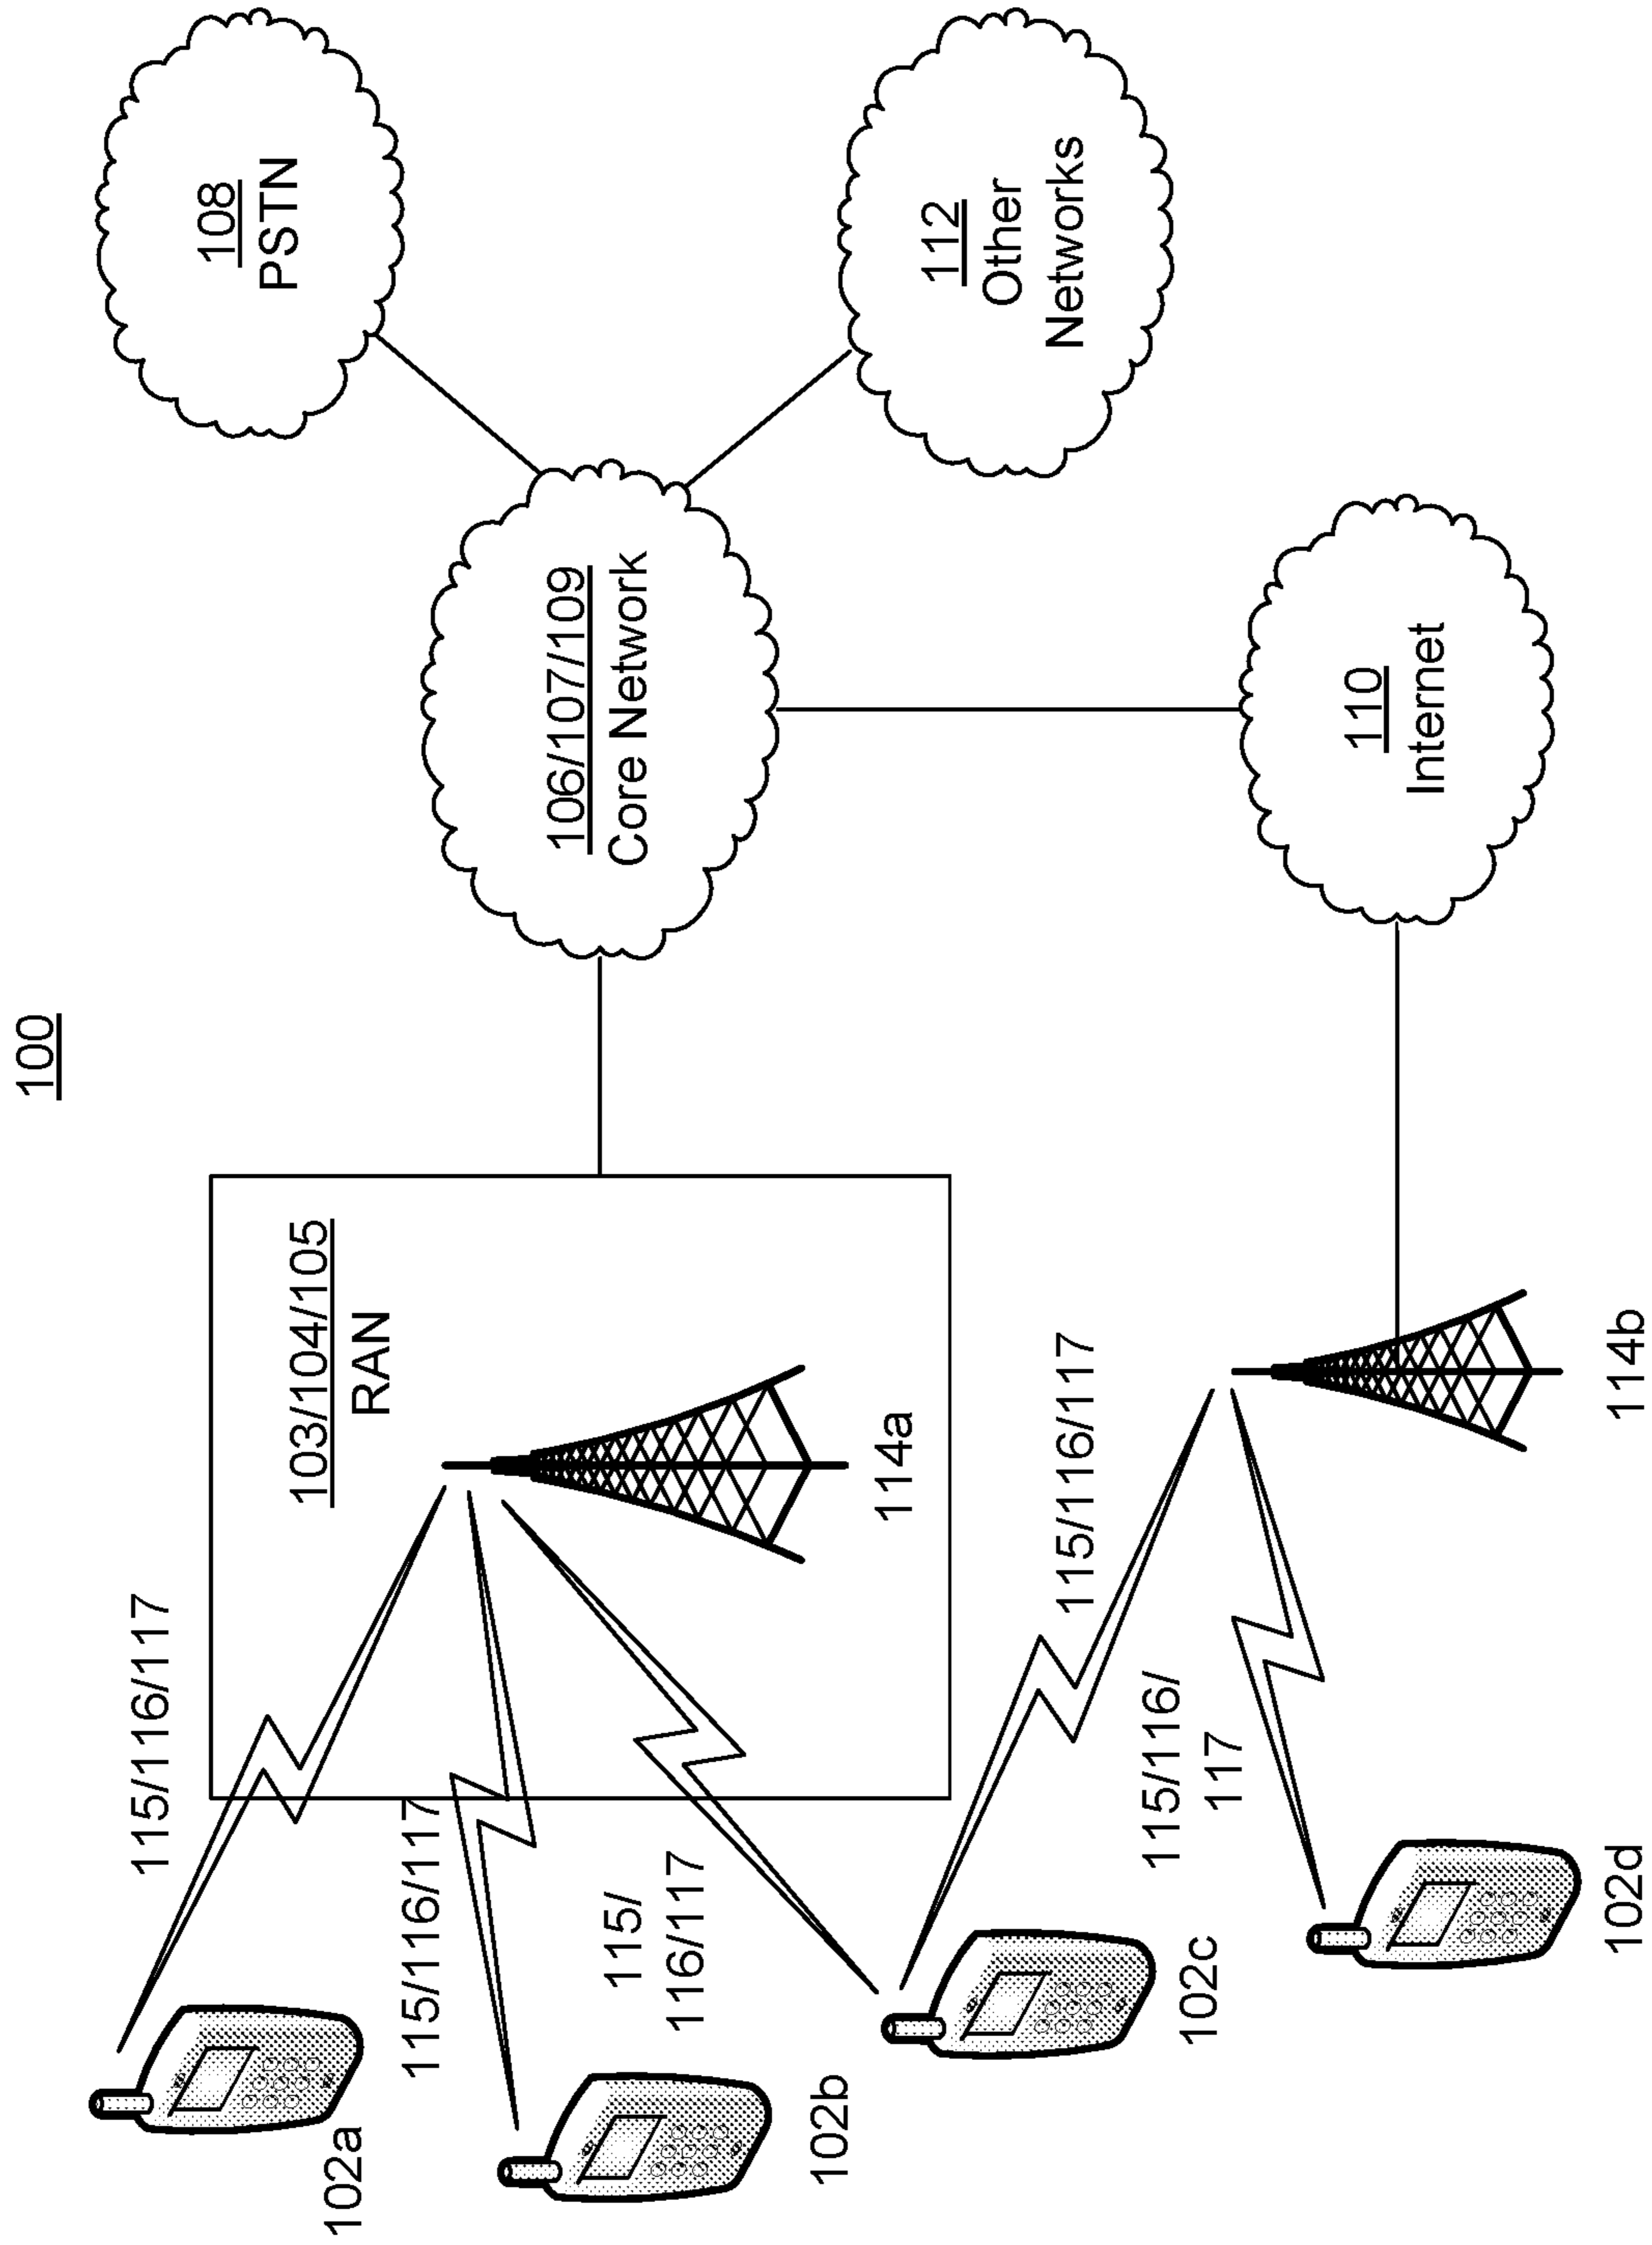 100
115/116/117
102a
103/104/105
RAN
106/107/109
Core Network
108
PSTN
115/116/117
102b
115/
116/117
114a
112
Other
Networks
102c
115/116/117
115/116/
117
102d
114b
110
Internet